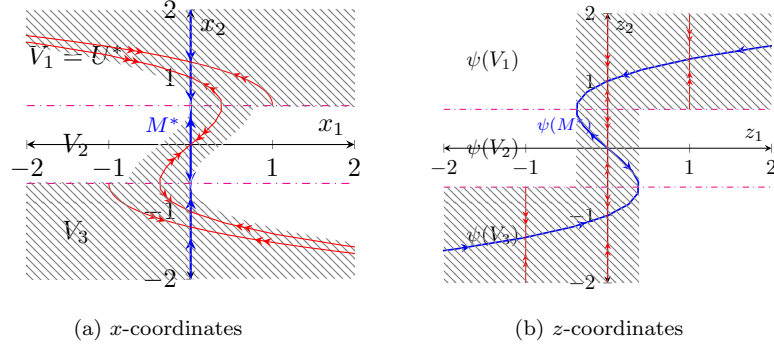 2
x₂
V₁ = U*
1
M*
x₁
V₂
−2
−1
1
2
−1
V₃
−2
(a) x-coordinates
2
z₂
ψ(V₁)
1
ψ(M
z₁
ψ(V₂)
−2
−1
1
2
−1
ψ(V₃)
−2
(b) z-coordinates